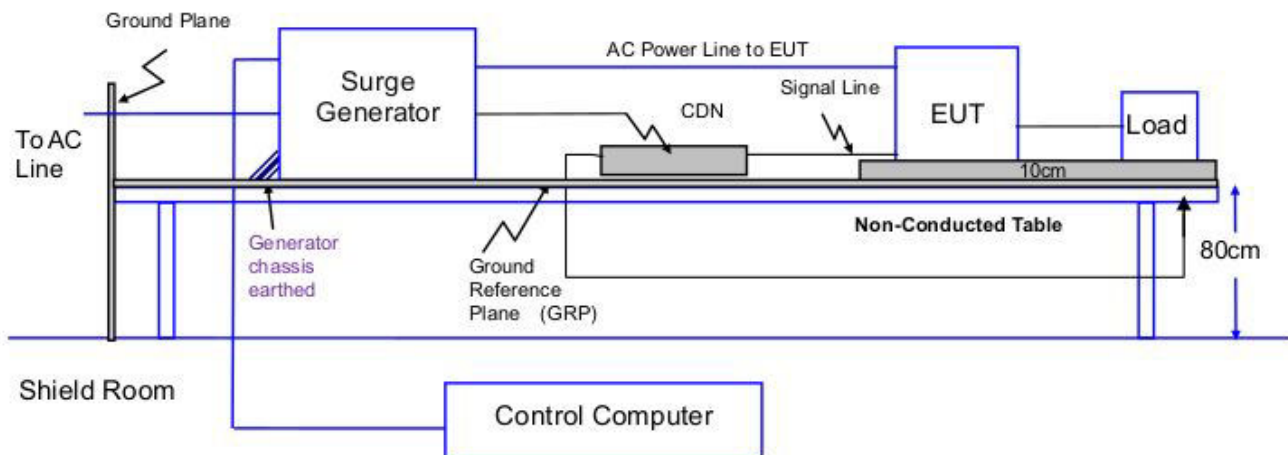 Ground Plane
Surge
Generator
AC Power Line to EUT
Signal Line
CDN
EUT
Load
To AC
Line
10cm
Generator
chassis
earthed
Ground
Reference
Plane (GRP)
Non-Conducted Table
80cm
Shield Room
Control Computer